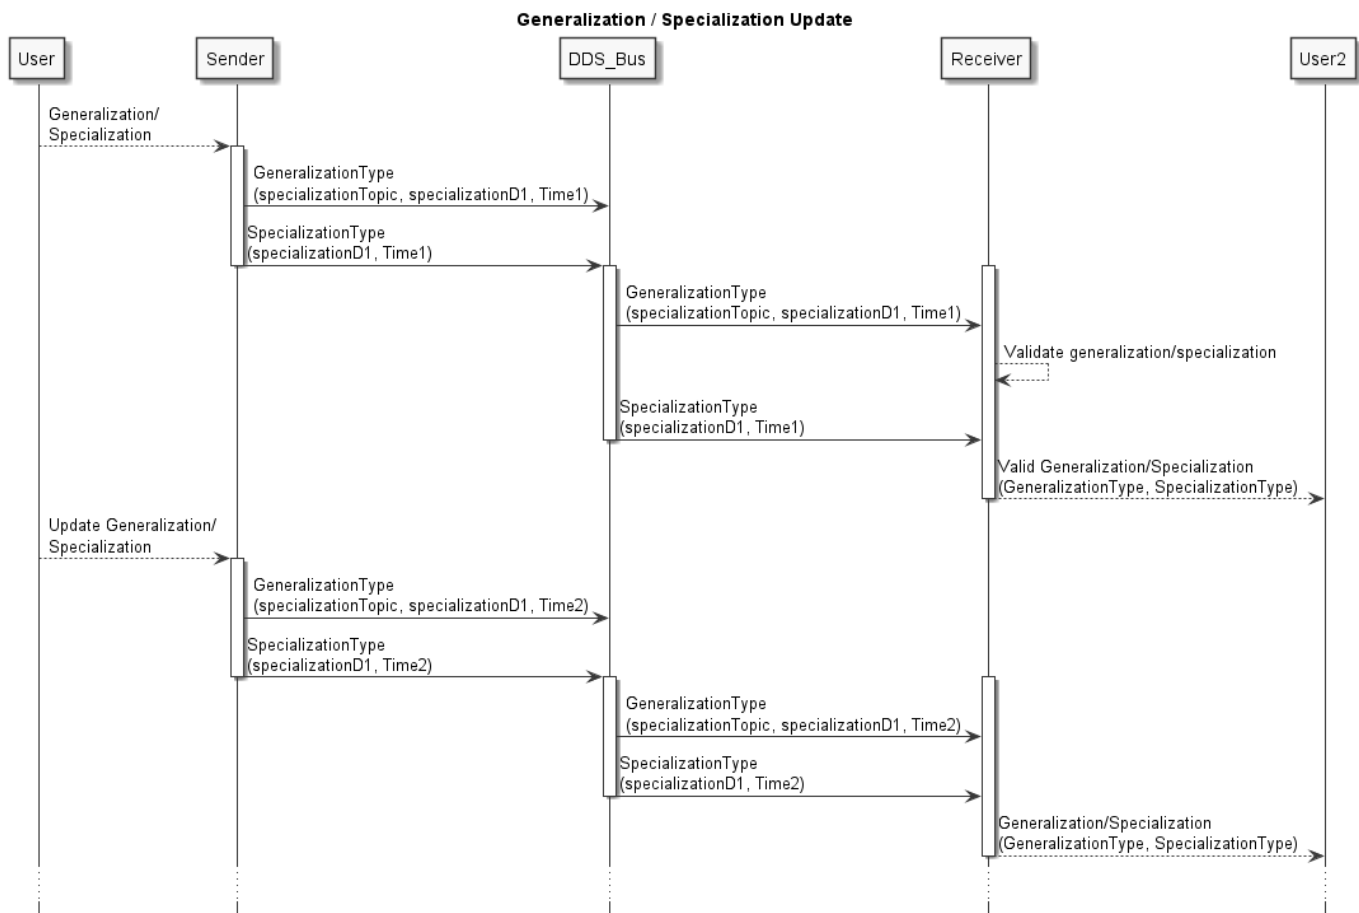 Generalization / Specialization Update
User
Sender
DDS_Bus
Receiver
User2
Generalization/
Specialization
GeneralizationType
(specializationTopic, specializationD1, Time1)
SpecializationType
(specializationD1, Time1)
GeneralizationType
(specializationTopic, specializationD1, Time1)
Validate generalization/specialization
SpecializationType
(specializationD1, Time1)
Valid Generalization/Specialization
(GeneralizationType, SpecializationType)
Update Generalization/
Specialization
GeneralizationType
(specializationTopic, specializationD1, Time2)
SpecializationType
(specializationD1, Time2)
GeneralizationType
(specializationTopic, specializationD1, Time2)
SpecializationType
(specializationD1, Time2)
Generalization/Specialization
(GeneralizationType, SpecializationType)